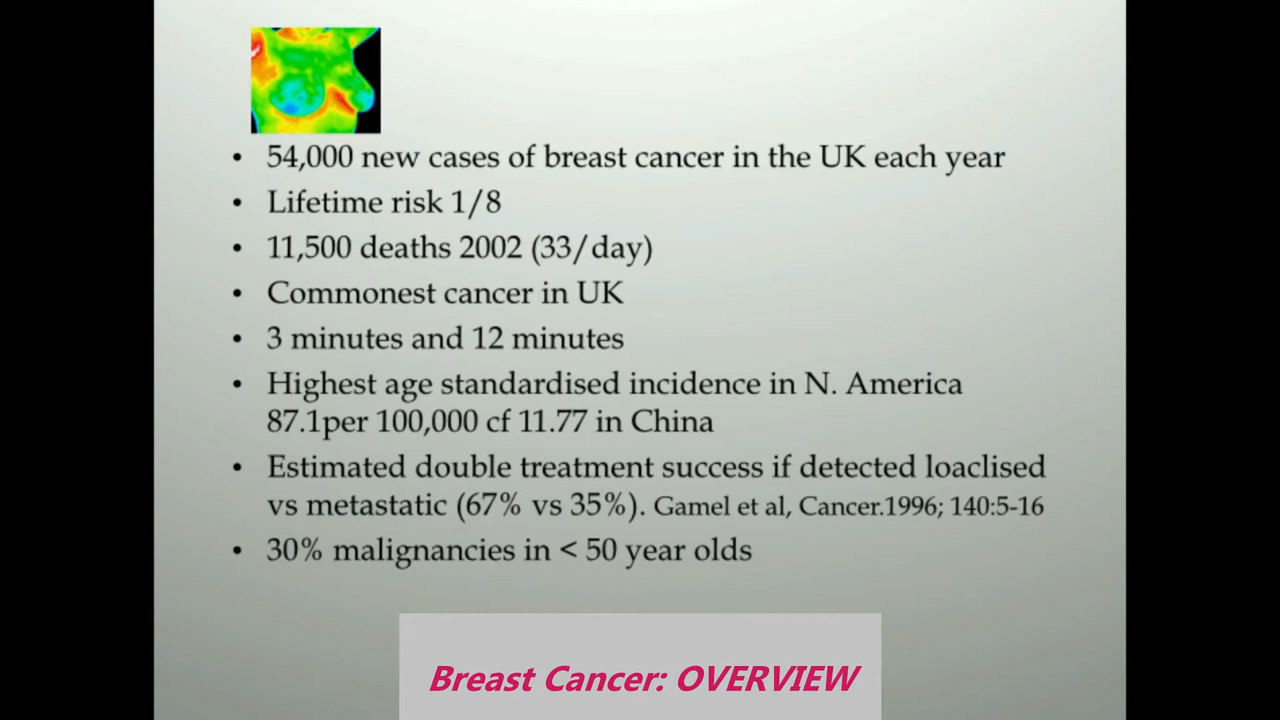 • 54,000 new cases of breast cancer in the UK each year
• Lifetime risk 1/8
• 11,500 deaths 2002 (33/day)
• Commonest cancer in UK
• 3 minutes and 12 minutes
• Highest age standardised incidence in N. America
87.1per 100,000 cf 11.77 in China
• Estimated double treatment success if detected loaclised
vs metastatic (67% vs 35%). Gamel et al, Cancer.1996; 140:5-16
• 30% malignancies in < 50 year olds
Breast Cancer: OVERVIEW